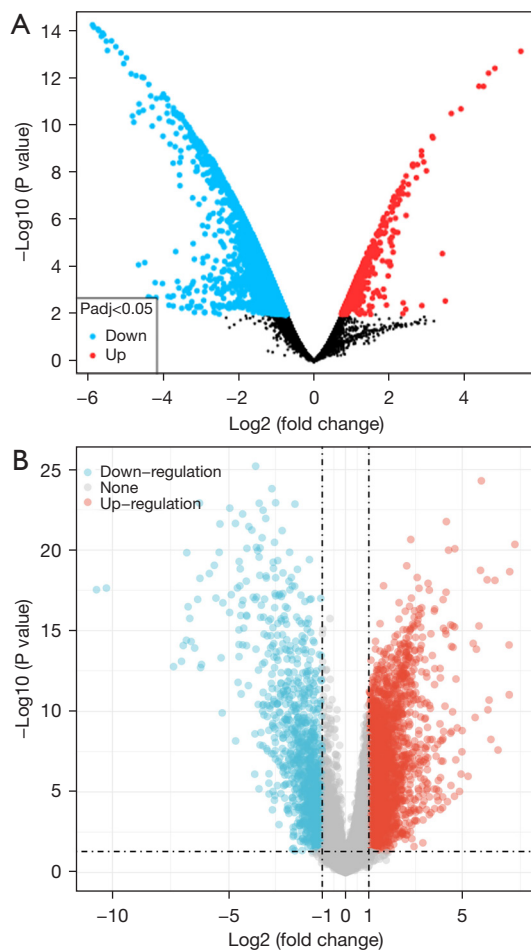 A
14
12
10
8
6
4
2
0
−Log10 (P value)
Padj<0.05
Down
Up
−6 −4 −2 0 2 4
Log2 (fold change)
B
25
20
15
10
5
0
−Log10 (P value)
Down−regulation
None
Up−regulation
−10 −5 −1 0 1 5
Log2 (fold change)